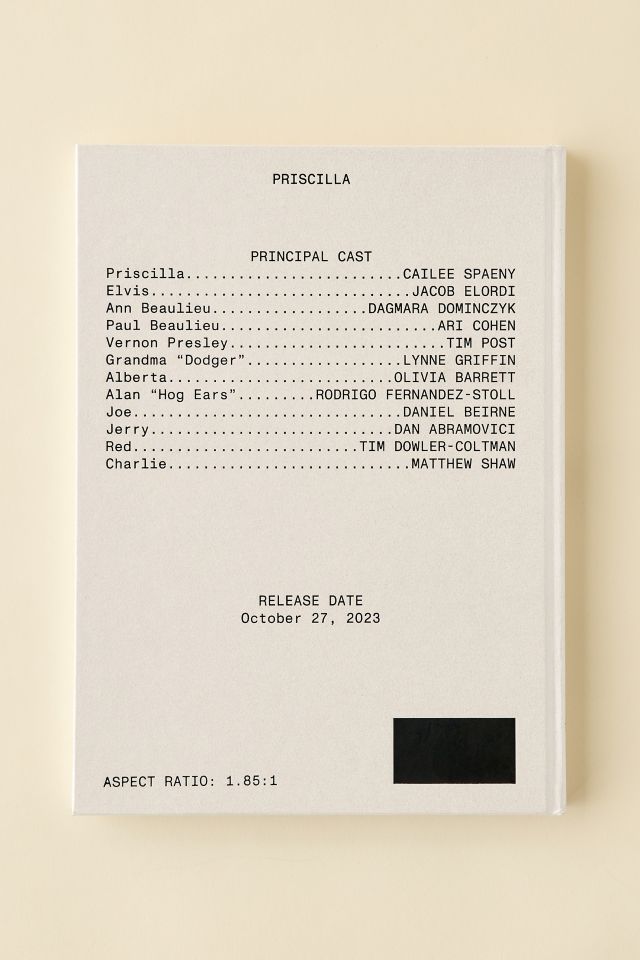 PRISCILLA
PRINCIPAL CAST
Priscilla.........................CAILEE SPAENY
Elvis..............................JACOB ELORDI
Ann Beaulieu..................DAGMARA DOMINCZYK
Paul Beaulieu.........................ARI COHEN
Vernon Presley.........................TIM POST
Grandma “Dodger”..................LYNNE GRIFFIN
Alberta..........................OLIVIA BARRETT
Alan “Hog Ears”.........RODRIGO FERNANDEZ-STOLL
Joe...............................DANIEL BEIRNE
Jerry............................DAN ABRAMOVICI
Red..........................TIM DOWLER-COLTMAN
Charlie............................MATTHEW SHAW
RELEASE DATE
October 27, 2023
ASPECT RATIO: 1.85:1